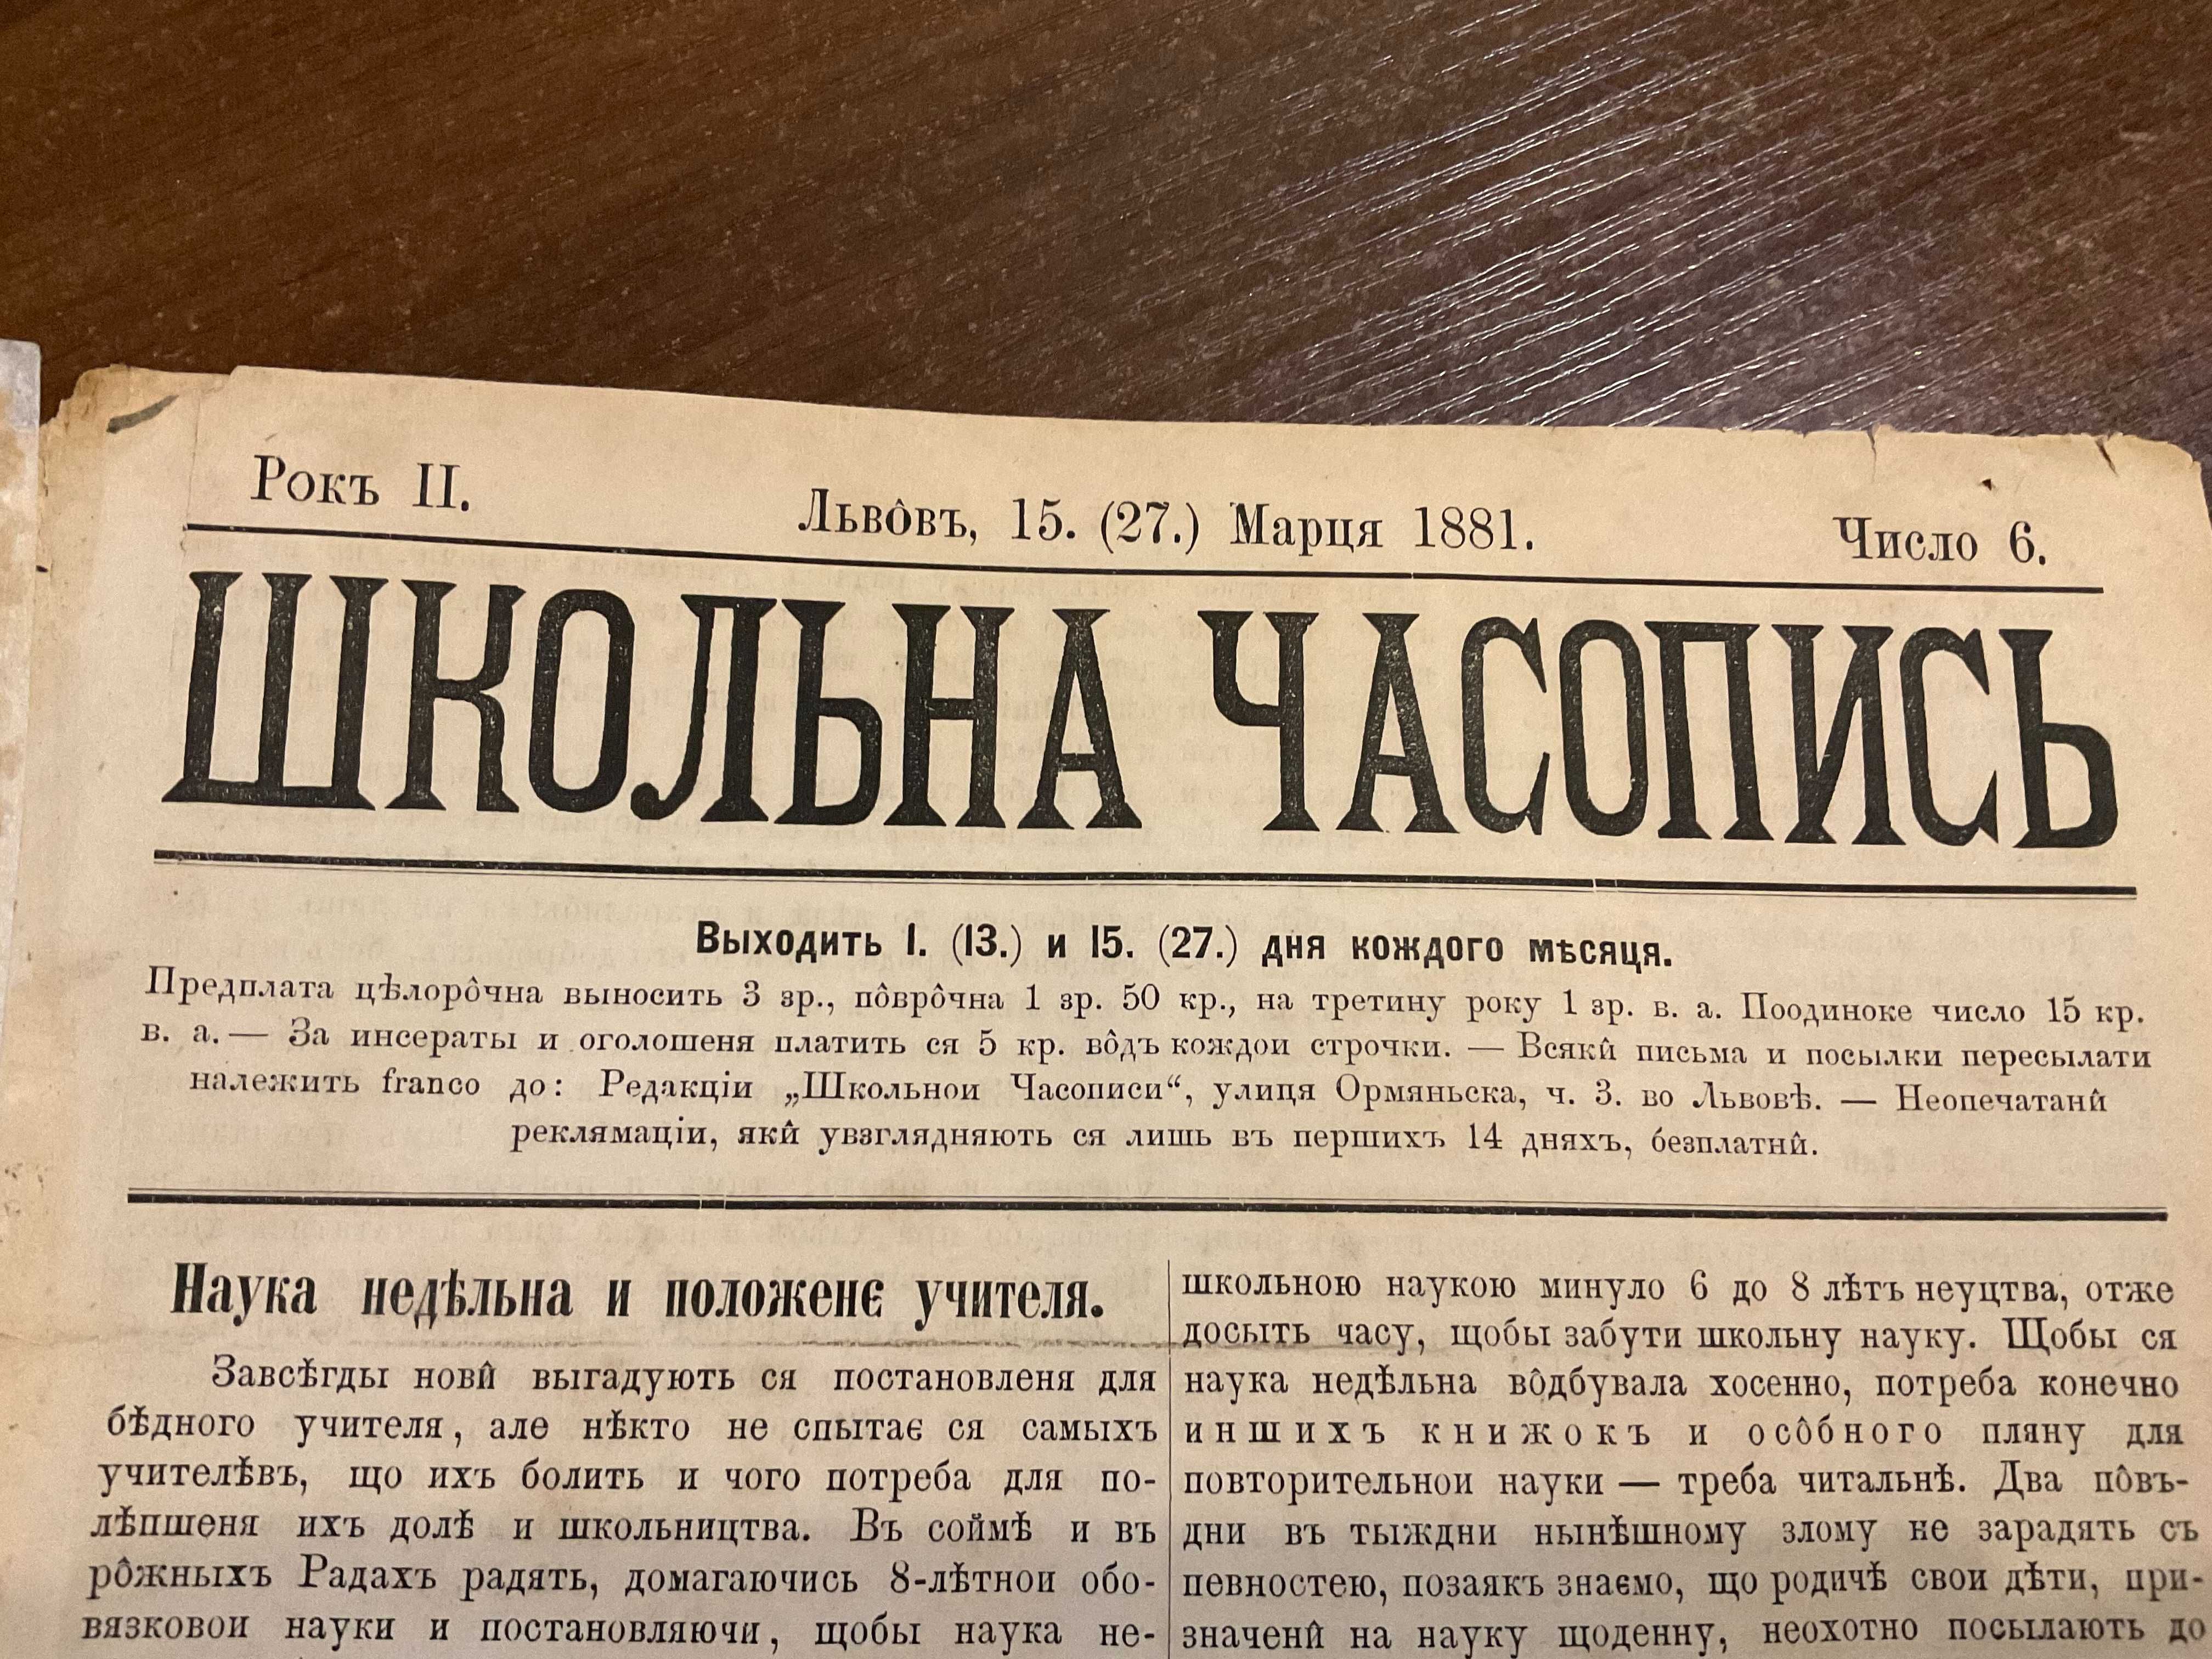 Рокъ II.
Львôвъ, 15. (27.) Марця 1881.
Число 6.
ШКОЛЬНА ЧАСОПИСЬ
Выходить 1. (13.) и 15. (27.) дня кождого мѣсяця.
Предплата цѣлорôчна выносить 3 зр., пôврôчна 1 зр. 50 кр., на третину року 1 зр. в. а. Поодиноке число 15 кр.
в. а. — За инсераты и оголошеня платить ся 5 кр. вôдъ кождои строчки. — Всякй письма и посылки пересылати
належить franco до: Редакціи „Школьнои Часописи“, улиця Ормяньска, ч. 3. во Львовѣ. — Неопечатанй
реклямаціи, якй увзглядняють ся лишь въ першихъ 14 дняхъ, безплатнй.
Наука недѣльна и положенє учителя.
Завсѣгды новй выгадують ся постановленя для
бѣдного учителя, але нѣкто не спытає ся самыхъ
учителѣвъ, що ихъ болить и чого потреба для по-
лѣпшеня ихъ долѣ и школьництва. Въ соймѣ и въ
рôжныхъ Радахъ радять, домагаючись 8-лѣтнои обо-
вязковои науки и постановляючи, щобы наука не-
школьною наукою минуло 6 до 8 лѣтъ неуцтва, отже
досыть часу, щобы забути школьну науку. Щобы ся
наука недѣльна вôдбувала хосенно, потреба конечно
иншихъ книжокъ и осôбного пляну для
повторительнои науки — треба читальнѣ. Два пôвъ-
дни въ тыждни нынѣшному злому не зарадять съ
певностею, позаякъ знаємо, що родичѣ свои дѣти, при-
значенй на науку щоденну, неохотно посылають до